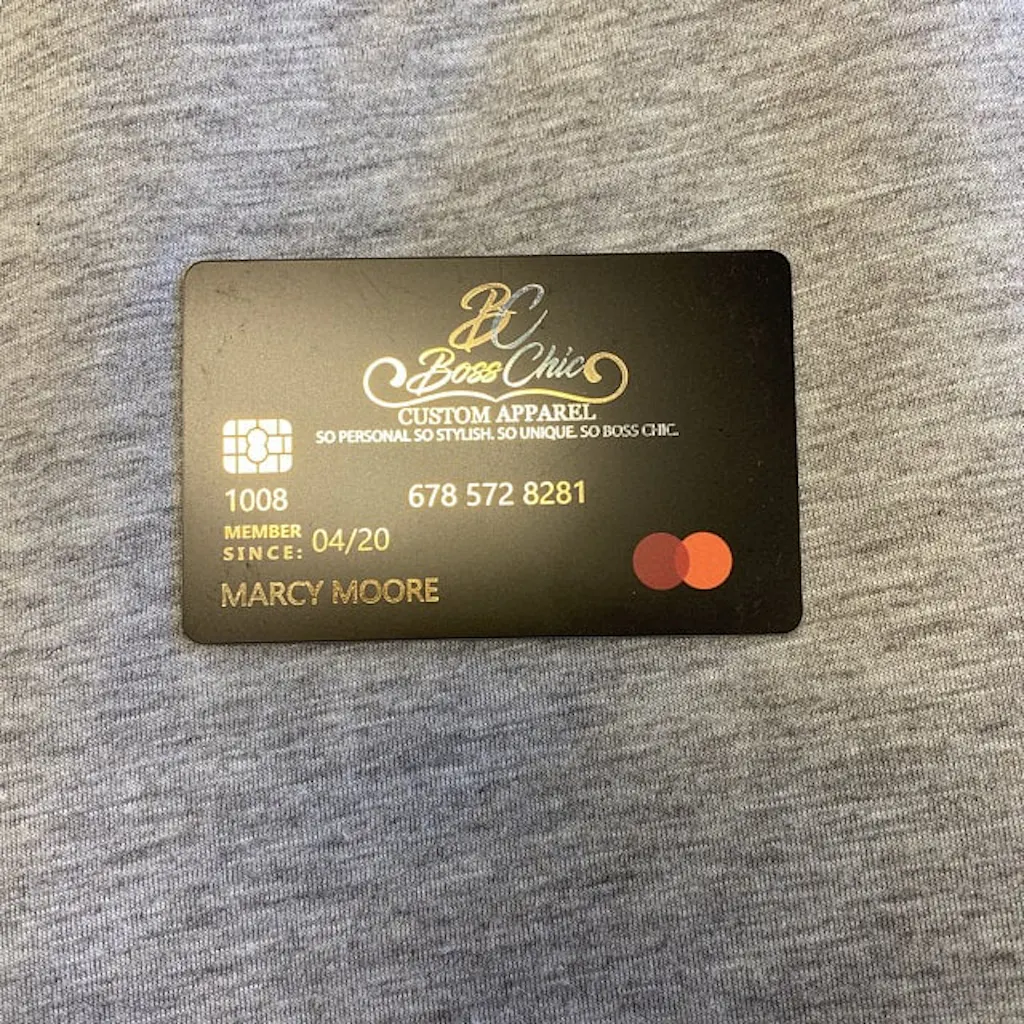 BC
Boss Chic
CUSTOM APPAREL
SO PERSONAL SO STYLISH. SO UNIQUE. SO BOSS CHIC.
1008 678 572 8281
MEMBER
SINCE: 04/20
MARCY MOORE